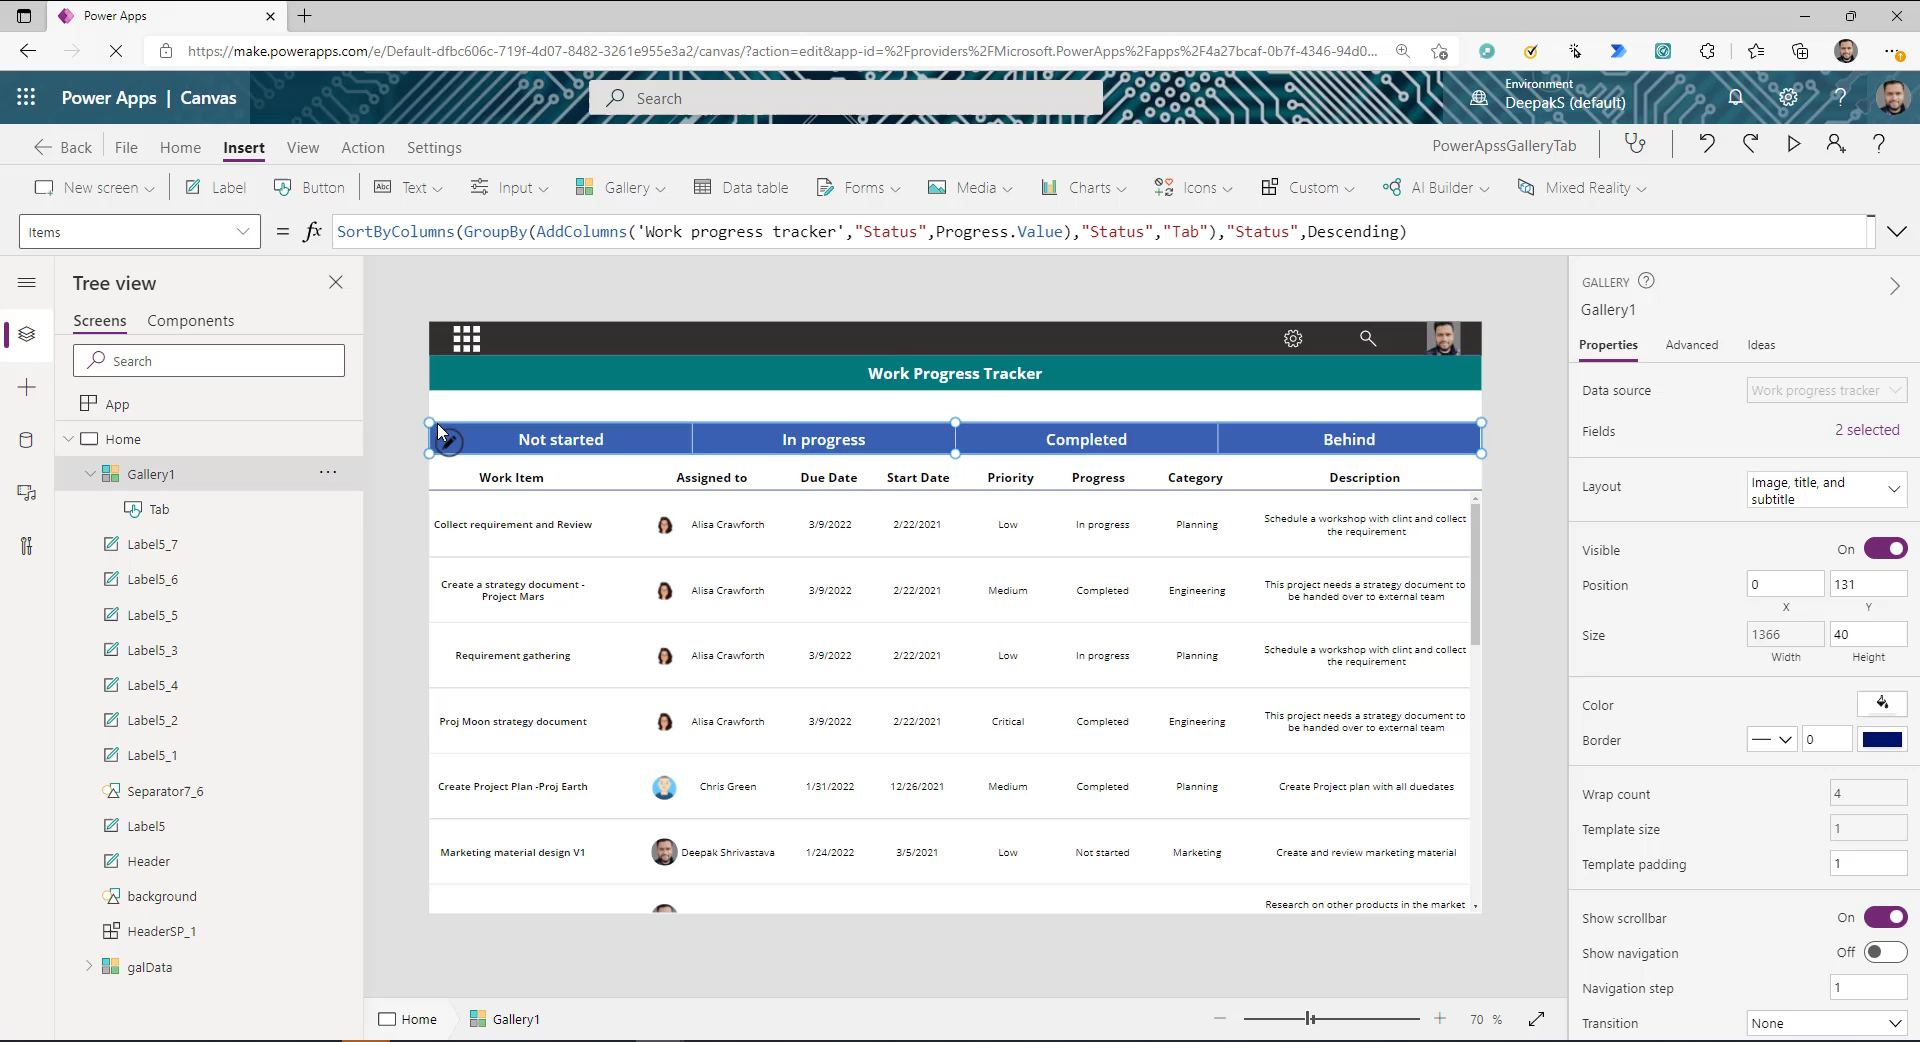 Power Apps
https://make.powerapps.com/e/Default-dfbc606c-719f-4d07-8482-3261e955e3a2/canvas/?action=edit&app-id=%2Fproviders%2FMicrosoft.PowerApps%2Fapps%2F4a27bcaf-0b7f-4346-94d0...
Power Apps | Canvas
Search
Environment
DeepakS (default)
Back File Home Insert View Action Settings
PowerApssGalleryTab
New screen Label Button Text Input Gallery Data table Forms Media Charts Icons Custom AI Builder Mixed Reality
Items = fx SortByColumns(GroupBy(AddColumns('Work progress tracker',"Status",Progress.Value),"Status","Tab"),"Status",Descending)
Tree view
Screens Components
Search
App
Home
Gallery1 ...
Tab
Label5_7
Label5_6
Label5_5
Label5_3
Label5_4
Label5_2
Label5_1
Separator7_6
Label5
Header
background
HeaderSP_1
galData
Work Progress Tracker
Not started In progress Completed Behind
Work Item Assigned to Due Date Start Date Priority Progress Category Description
Collect requirement and Review Alisa Crawforth 3/9/2022 2/22/2021 Low In progress Planning Schedule a workshop with clint and collect
the requirement
Create a strategy document -
Project Mars Alisa Crawforth 3/9/2022 2/22/2021 Medium Completed Engineering This project needs a strategy document to
be handed over to external team
Requirement gathering Alisa Crawforth 3/9/2022 2/22/2021 Low In progress Planning Schedule a workshop with clint and collect
the requirement
Proj Moon strategy document Alisa Crawforth 3/9/2022 2/22/2021 Critical Completed Engineering This project needs a strategy document to
be handed over to external team
Create Project Plan -Proj Earth Chris Green 1/31/2022 12/26/2021 Medium Completed Planning Create Project plan with all duedates
Marketing material design V1 Deepak Shrivastava 1/24/2022 3/5/2021 Low Not started Marketing Create and review marketing material
Research on other products in the market
Home Gallery1
70 %
GALLERY
Gallery1
Properties Advanced Ideas
Data source Work progress tracker
Fields 2 selected
Layout Image, title, and
subtitle
Visible On
Position 0 131
X Y
Size 1366 40
Width Height
Color
Border 0
Wrap count 4
Template size 1
Template padding 1
Show scrollbar On
Show navigation Off
Navigation step 1
Transition None